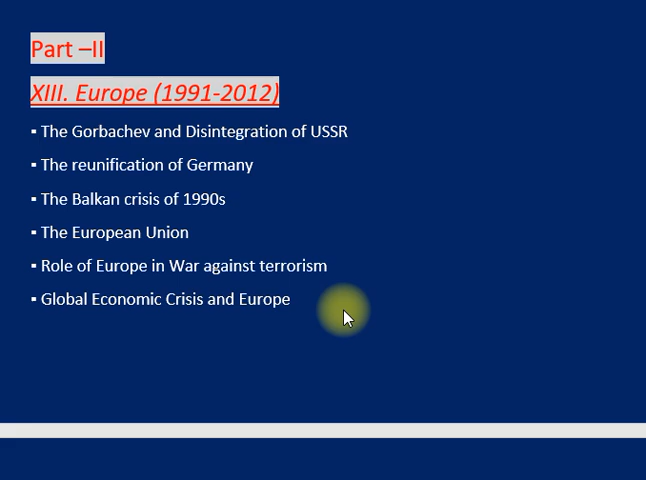 Part –II
XIII. Europe (1991-2012)
▪ The Gorbachev and Disintegration of USSR
▪ The reunification of Germany
▪ The Balkan crisis of 1990s
▪ The European Union
▪ Role of Europe in War against terrorism
▪ Global Economic Crisis and Europe